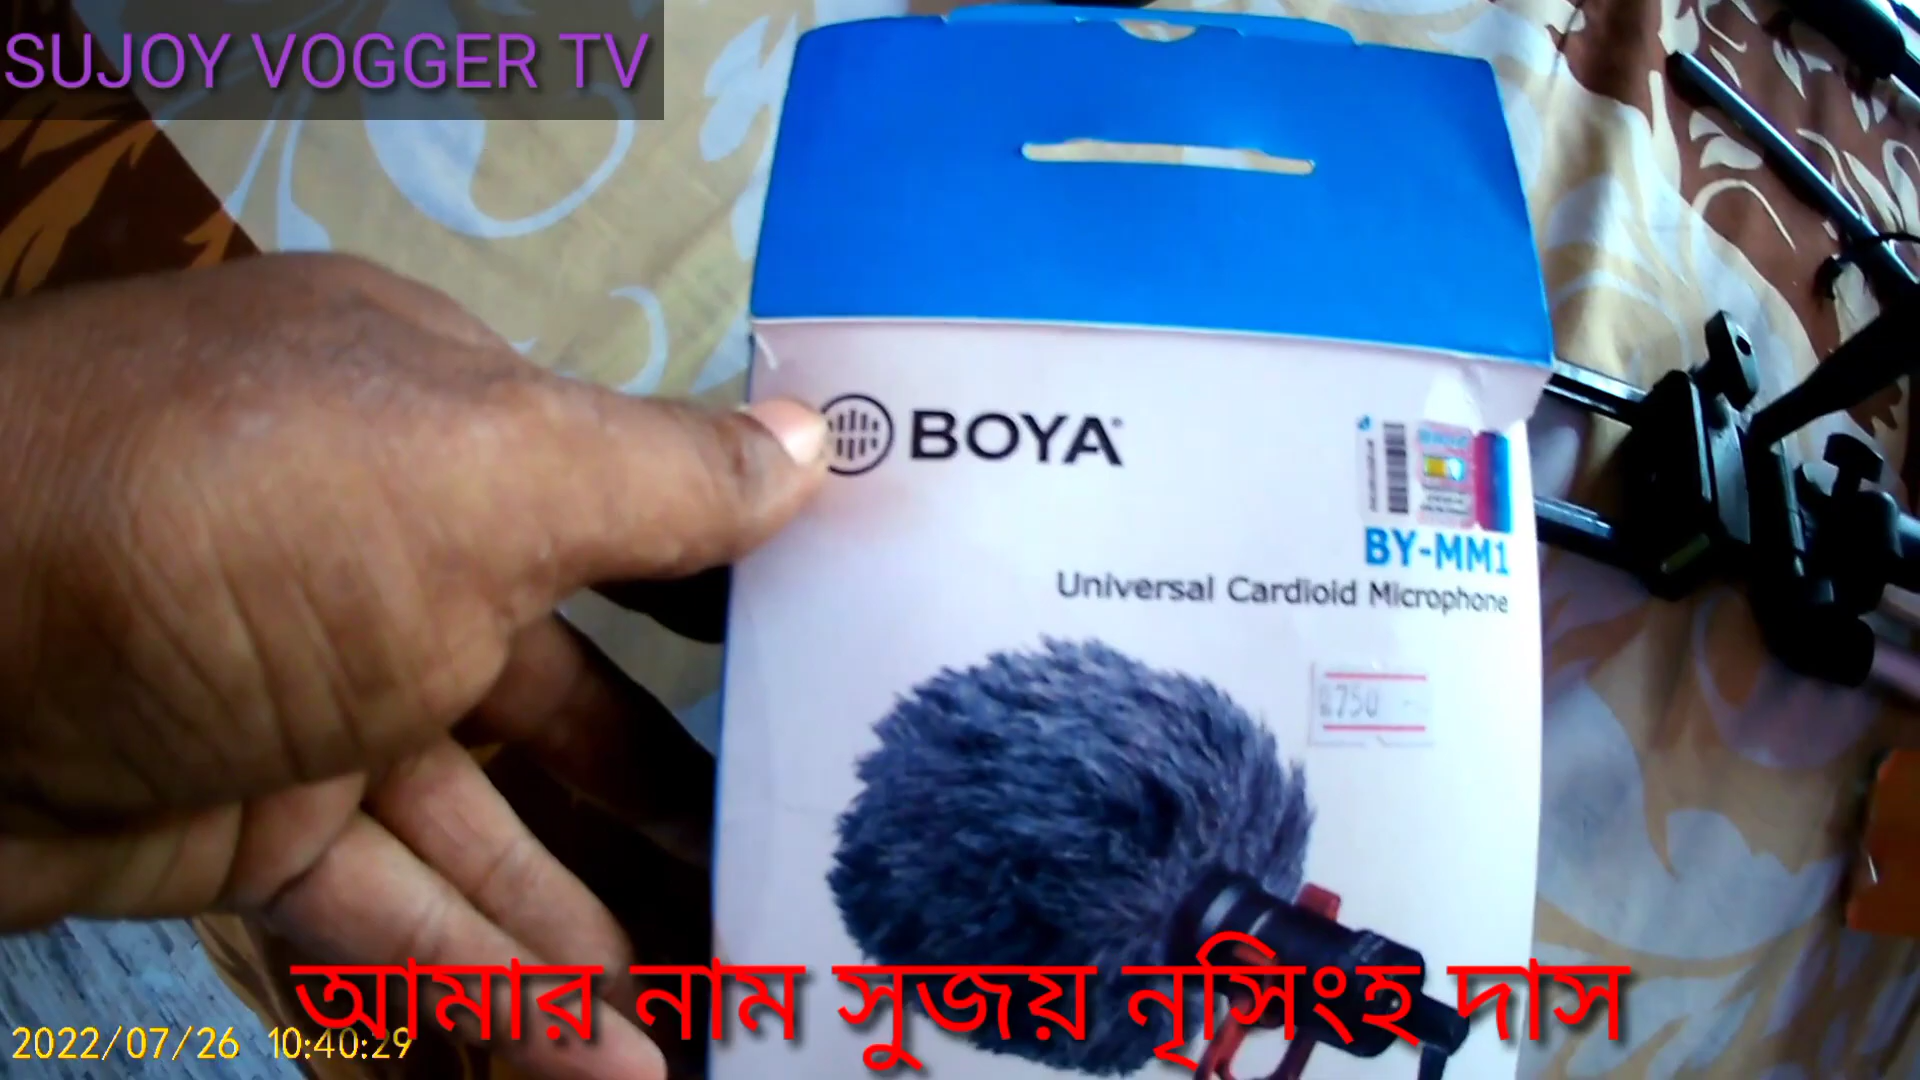 SUJOY VOGGER TV
BOYA
BY-MM1
Universal Cardioid Microphone
আমার নাম সুজয় নৃসিংহ দাস
2022/07/26 10:40:29